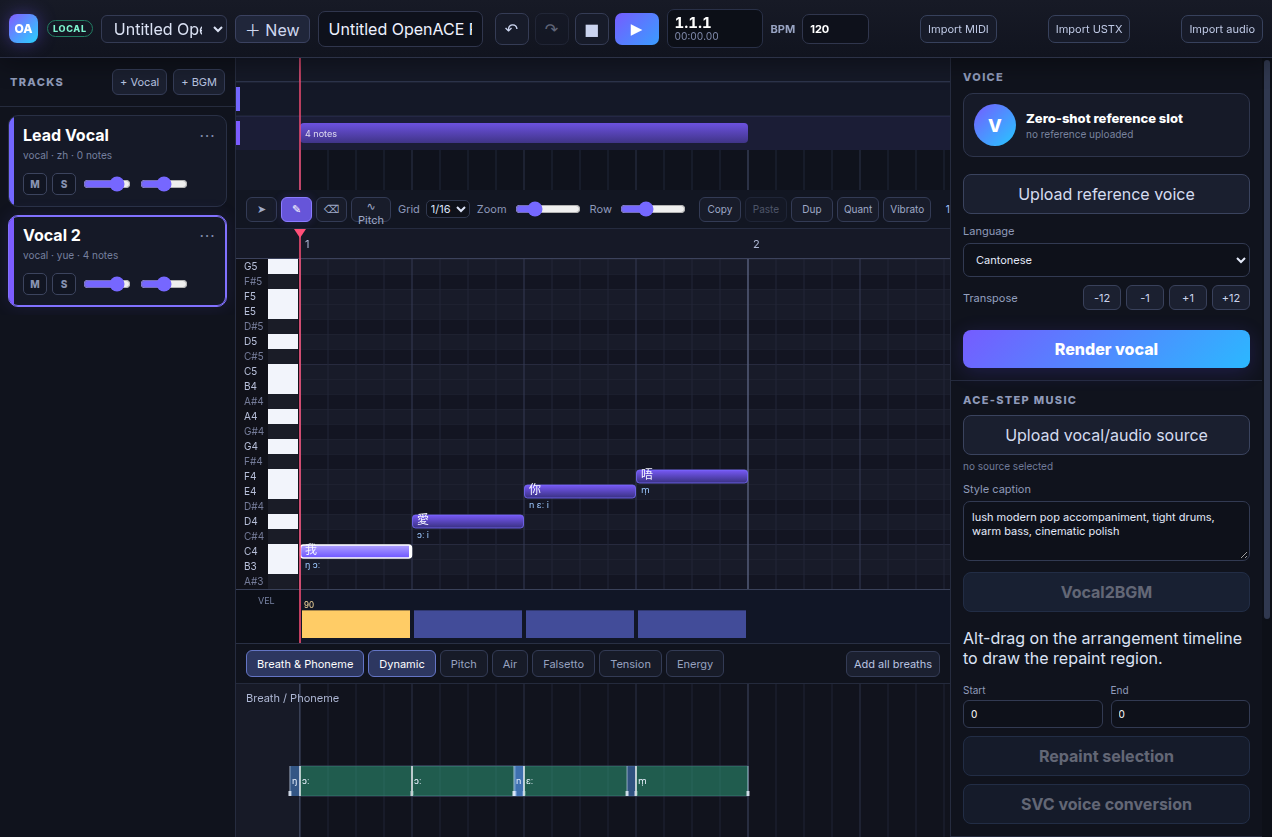 OA
LOCAL
Untitled Ope
+ New
Untitled OpenACE
1.1.1
00:00.00
BPM
120
Import MIDI
Import USTX
Import audio
TRACKS
+ Vocal
+ BGM
Lead Vocal
vocal · zh · 0 notes
M
S
Vocal 2
vocal · yue · 4 notes
M
S
4 notes
Pitch
Grid
1/16
Zoom
Row
Copy
Paste
Dup
Quant
Vibrato
1
1
2
G5
F#5
F5
E5
D#5
D5
C#5
C5
B4
A#4
A4
G#4
G4
F#4
F4
E4
D#4
D4
C#4
C4
B3
A#3
唔
m̩
你
n ɛː i
愛
ɔː i
我
ŋ ɔː
VEL
90
Breath & Phoneme
Dynamic
Pitch
Air
Falsetto
Tension
Energy
Add all breaths
Breath / Phoneme
ŋ
ɔː
ɔː
n
ɛː
m̩
VOICE
V
Zero-shot reference slot
no reference uploaded
Upload reference voice
Language
Cantonese
Transpose
-12
-1
+1
+12
Render vocal
ACE-STEP MUSIC
Upload vocal/audio source
no source selected
Style caption
lush modern pop accompaniment, tight drums,
warm bass, cinematic polish
Vocal2BGM
Alt-drag on the arrangement timeline
to draw the repaint region.
Start
End
0
0
Repaint selection
SVC voice conversion